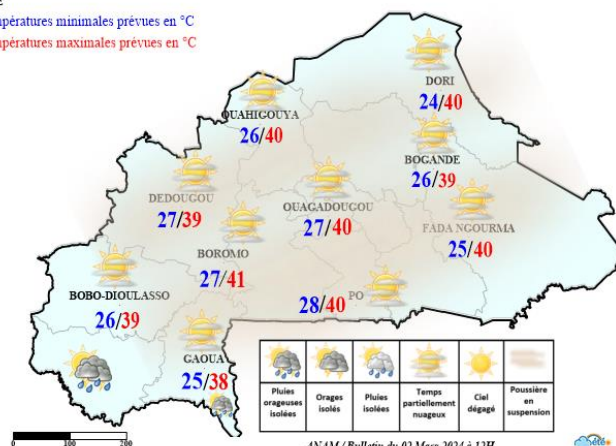 températures minimales prévues en °C
températures maximales prévues en °C
DORI
24/40
OUAHIGOUYA
26/40
BOGANDE
26/39
DEDOUGOU
27/39
OUAGADOUGOU
27/40
FADA NGOURMA
25/40
BOROMO
27/41
BOBO-DIOULASSO
26/39
PO
28/40
GAOUA
25/38
Pluies orageuses isolées
Orages isolés
Pluies isolées
Temps partiellement nuageux
Ciel dégagé
Poussière en suspension
0 100 200
ANAM / Bulletin du 02 Mars 2024 à 12H